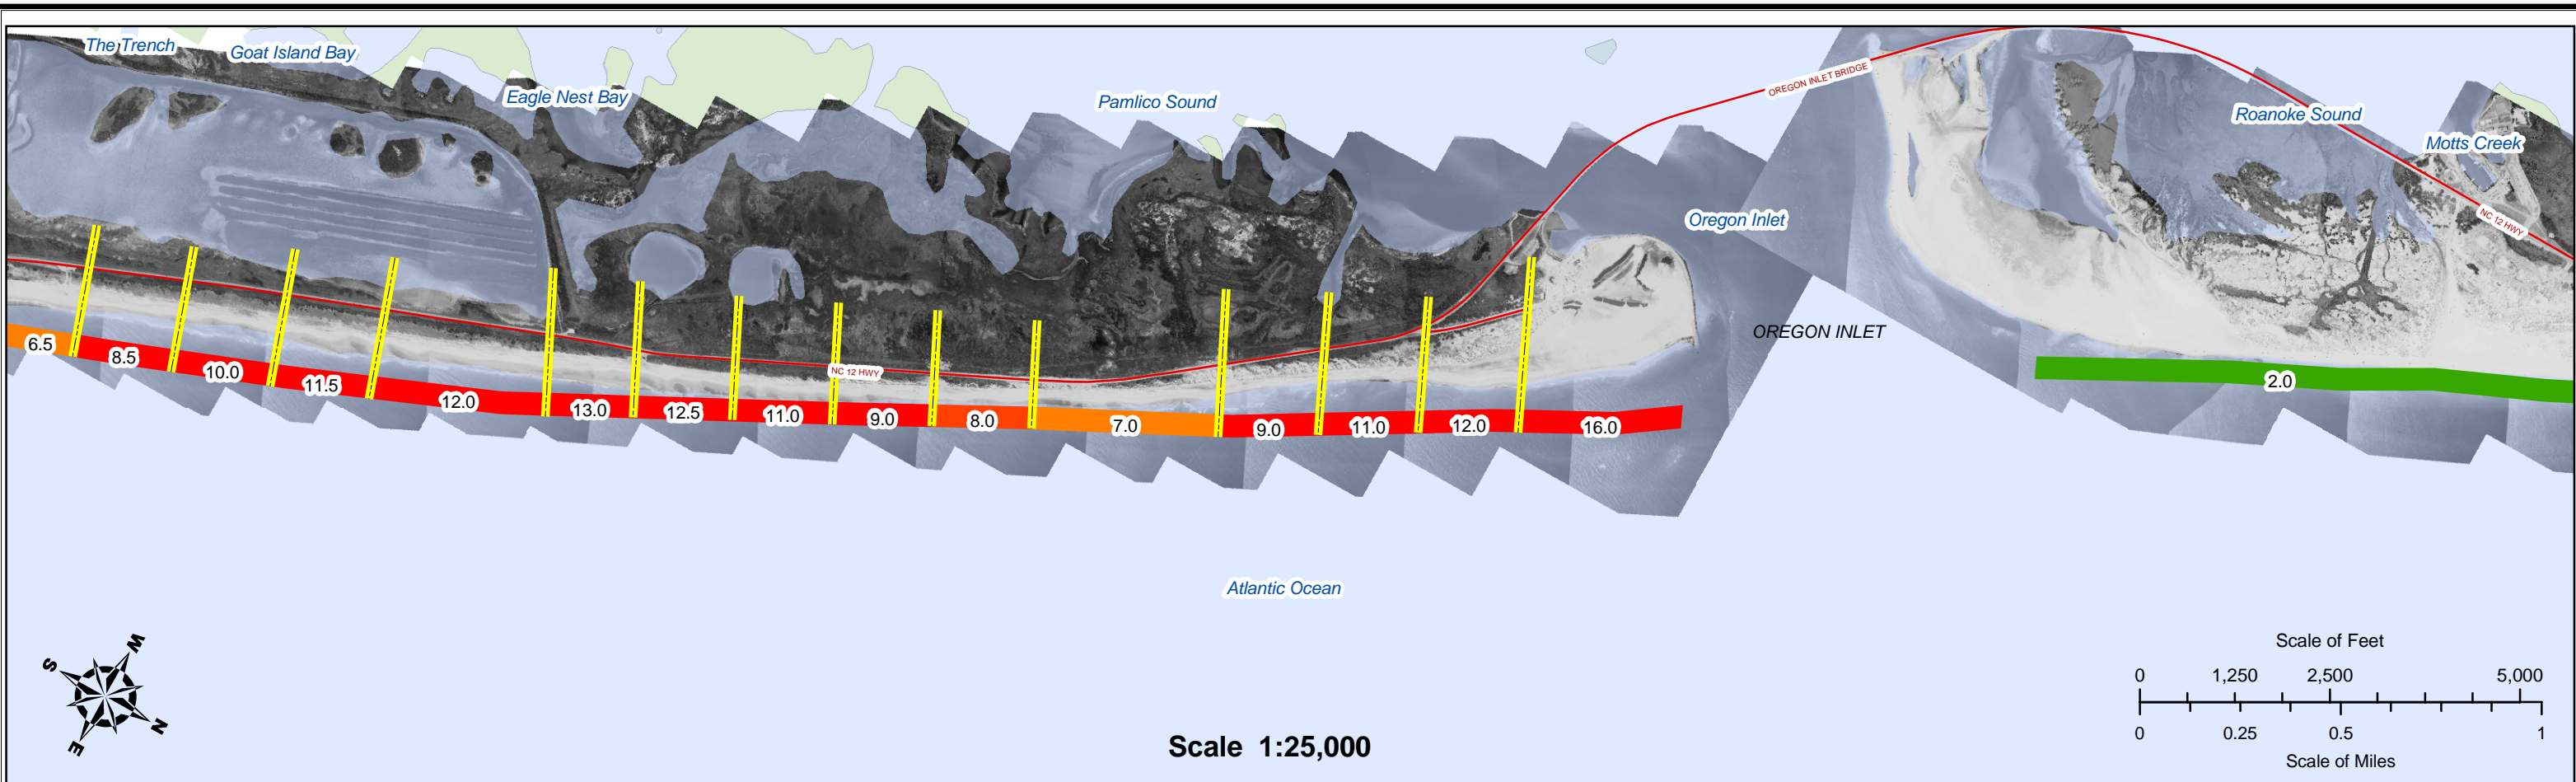 The Trench
Goat Island Bay
Eagle Nest Bay
Pamlico Sound
OREGON INLET BRIDGE
Roanoke Sound
Motts Creek
NC 12 HWY
Oregon Inlet
OREGON INLET
NC 12 HWY
6.5
8.5
10.0
11.5
12.0
13.0
12.5
11.0
9.0
8.0
7.0
9.0
11.0
12.0
16.0
2.0
Atlantic Ocean
W
S
N
E
Scale 1:25,000
Scale of Feet
0 1,250 2,500 5,000
0 0.25 0.5 1
Scale of Miles